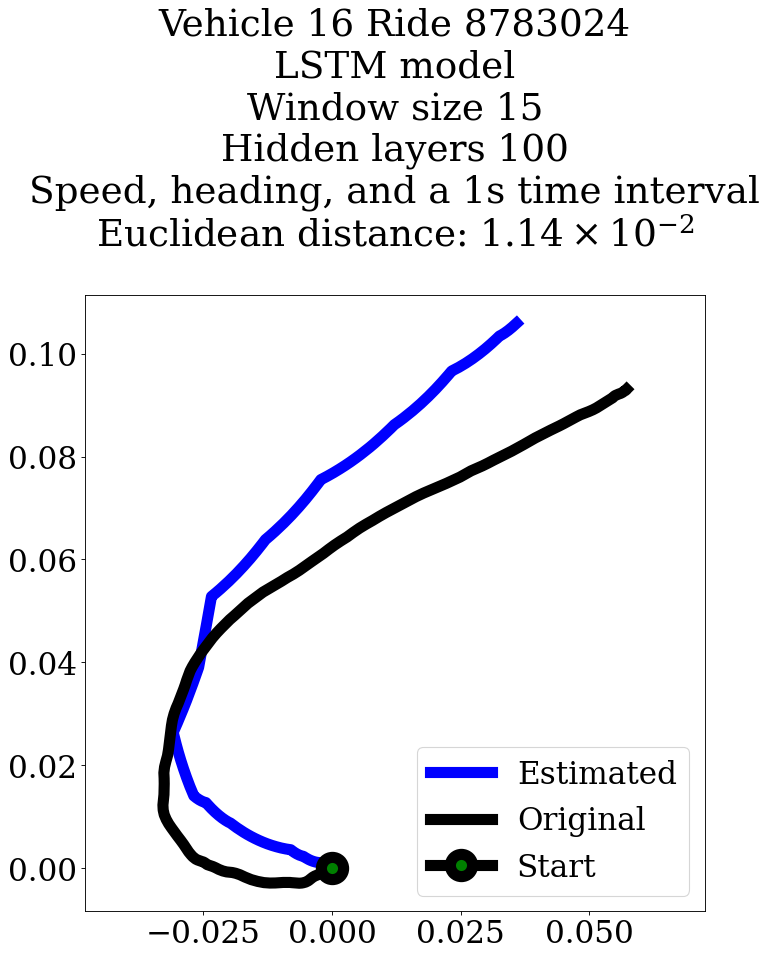 Vehicle 16 Ride 8783024
LSTM model
Window size 15
Hidden layers 100
Speed, heading, and a 1s time interval
Euclidean distance: 1.14 × 10⁻²
0.10
0.08
0.06
0.04
0.02
0.00
Estimated
Original
Start
−0.025 0.000 0.025 0.050